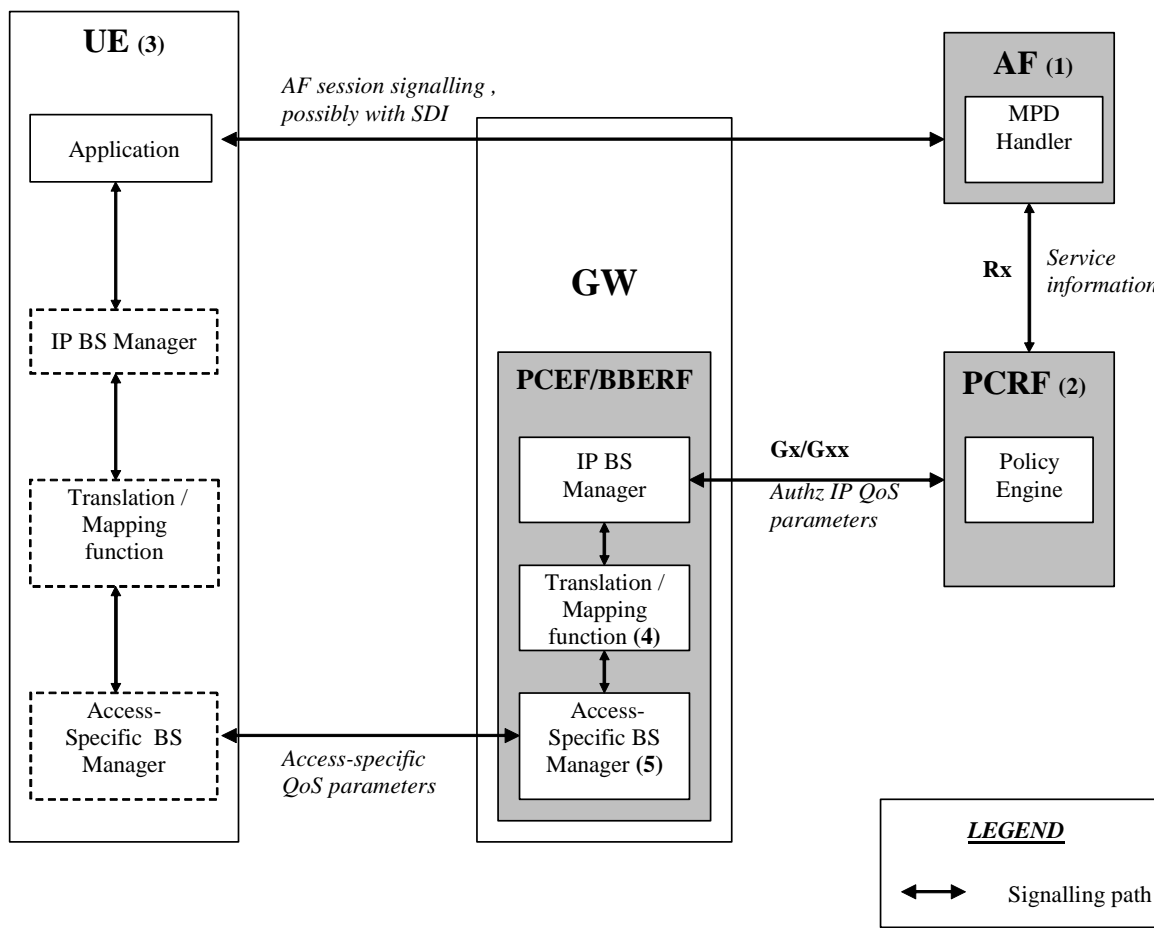 UE (3)
AF (1)
AF session signalling ,
possibly with SDI
MPD
Handler
Application
GW
Rx
Service
information
IP BS Manager
PCEF/BBERF
PCRF (2)
IP BS
Manager
Gx/Gxx
Authz IP QoS
parameters
Policy
Engine
Translation /
Mapping
function
Translation /
Mapping
function (4)
Access-
Specific BS
Manager
Access-specific
QoS parameters
Access-
Specific BS
Manager (5)
LEGEND
Signalling path